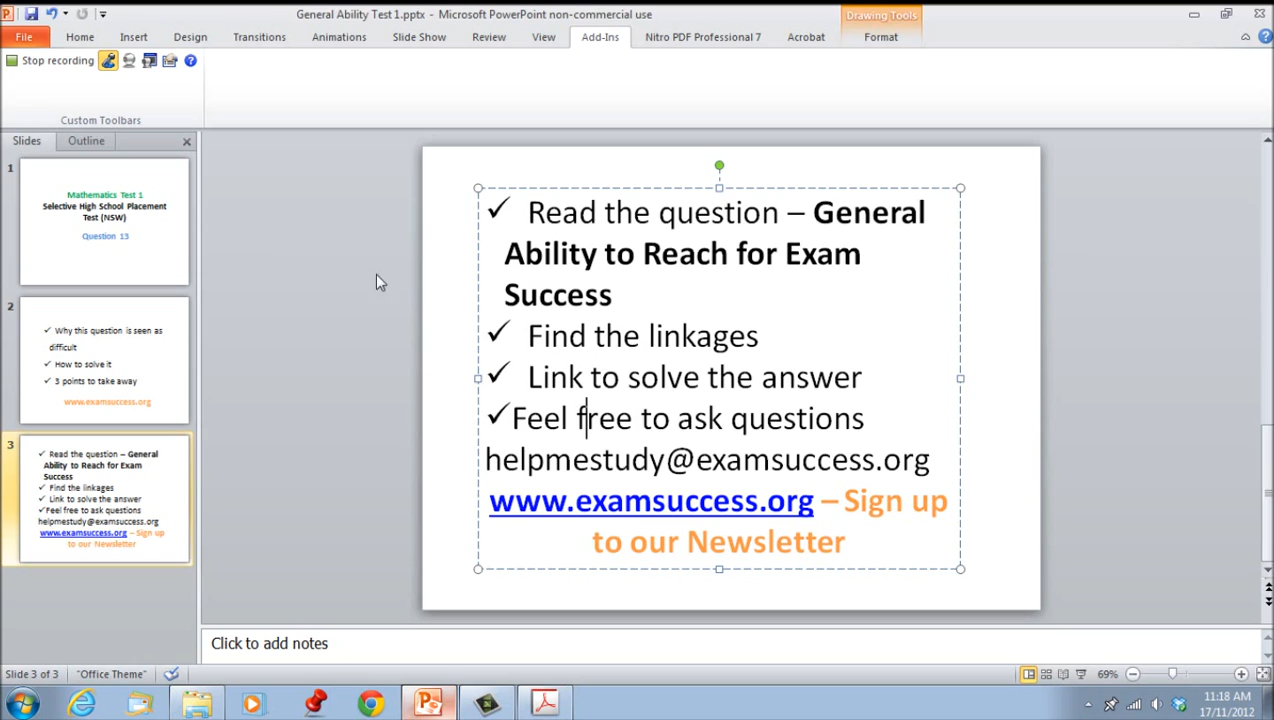 General Ability Test 1.pptx - Microsoft PowerPoint non-commercial use
Drawing Tools
File Home Insert Design Transitions Animations Slide Show Review View Add-Ins Nitro PDF Professional 7 Acrobat Format
Stop recording
Custom Toolbars
Slides Outline
1
Mathematics Test 1
Selective High School Placement
Test (NSW)
Question 13
2
✓ Why this question is seen as
difficult
✓ How to solve it
✓ 3 points to take away
www.examsuccess.org
3
✓ Read the question – General
Ability to Reach for Exam
Success
✓ Find the linkages
✓ Link to solve the answer
✓Feel free to ask questions
helpmestudy@examsuccess.org
www.examsuccess.org – Sign up
to our Newsletter
✓ Read the question – General
Ability to Reach for Exam
Success
✓ Find the linkages
✓ Link to solve the answer
✓Feel free to ask questions
helpmestudy@examsuccess.org
www.examsuccess.org – Sign up
to our Newsletter
Click to add notes
Slide 3 of 3 "Office Theme" 69%
11:18 AM
17/11/2012